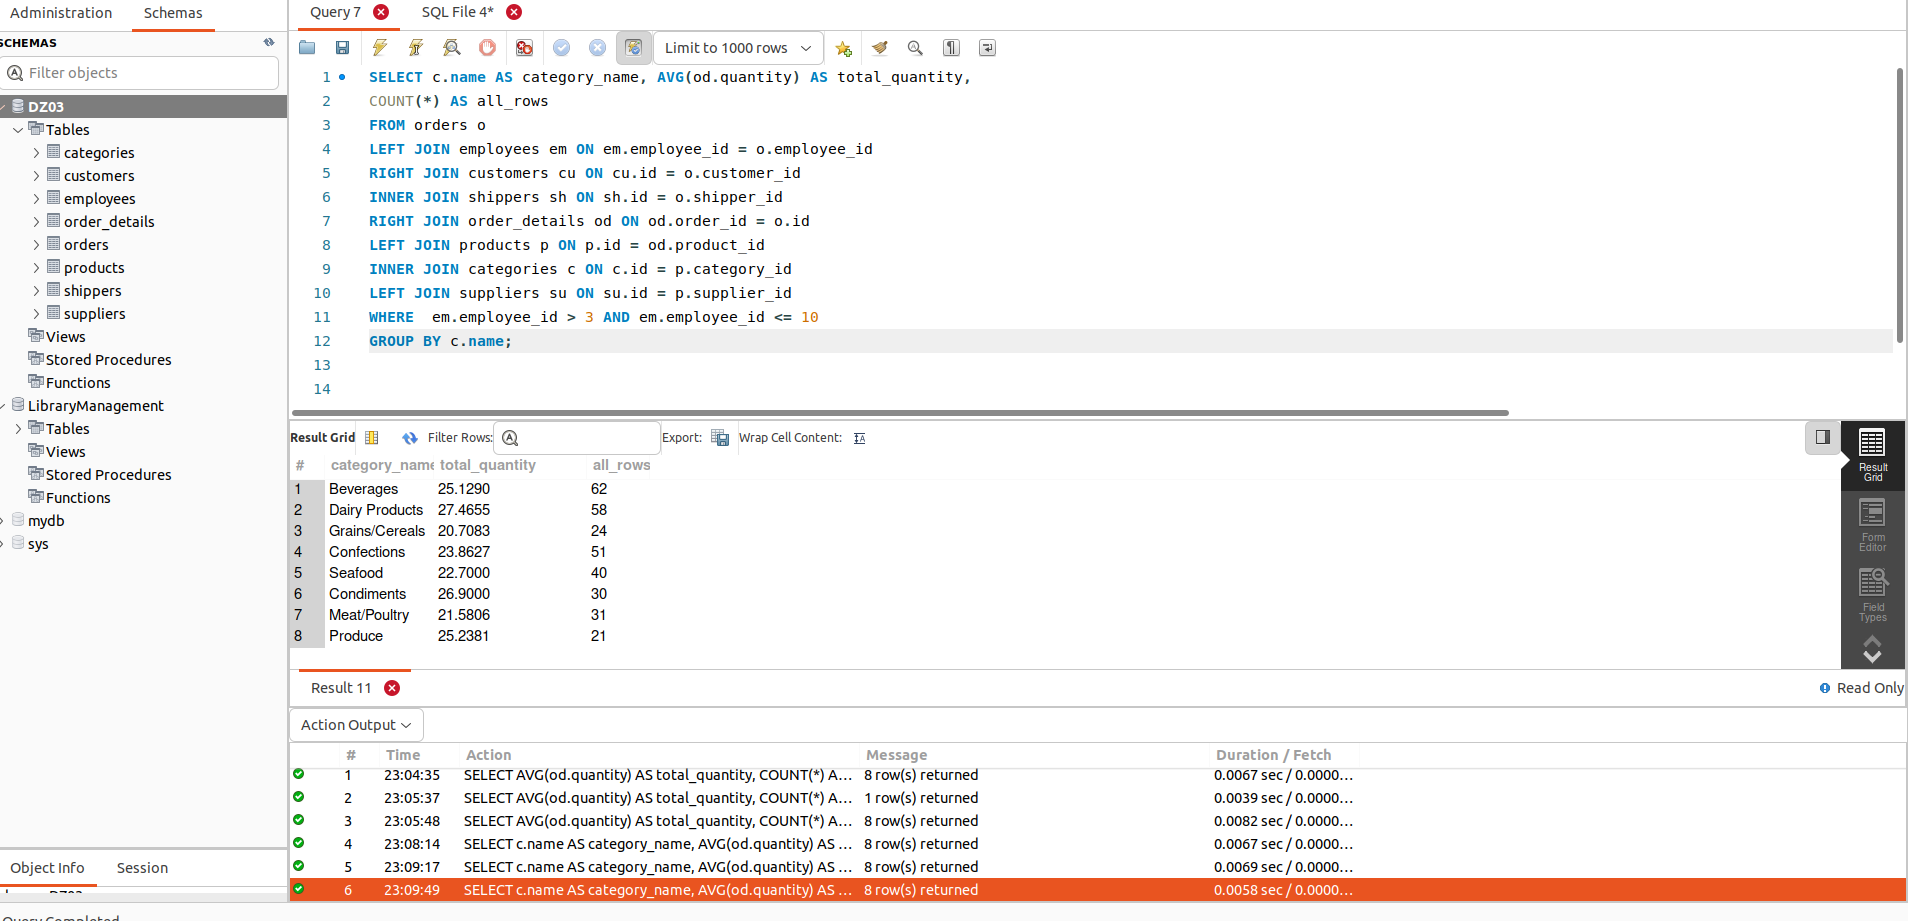 Administration Schemas
SCHEMAS
Filter objects
DZ03
Tables
categories
customers
employees
order_details
orders
products
shippers
suppliers
Views
Stored Procedures
Functions
LibraryManagement
Tables
Views
Stored Procedures
Functions
mydb
sys
Object Info Session
Query Completed
Query 7 SQL File 4*
Limit to 1000 rows
1 SELECT c.name AS category_name, AVG(od.quantity) AS total_quantity,
2 COUNT(*) AS all_rows
3 FROM orders o
4 LEFT JOIN employees em ON em.employee_id = o.employee_id
5 RIGHT JOIN customers cu ON cu.id = o.customer_id
6 INNER JOIN shippers sh ON sh.id = o.shipper_id
7 RIGHT JOIN order_details od ON od.order_id = o.id
8 LEFT JOIN products p ON p.id = od.product_id
9 INNER JOIN categories c ON c.id = p.category_id
10 LEFT JOIN suppliers su ON su.id = p.supplier_id
11 WHERE  em.employee_id > 3 AND em.employee_id <= 10
12 GROUP BY c.name;
13
14
Result Grid Filter Rows: Export: Wrap Cell Content:
# category_name total_quantity all_rows
1 Beverages 25.1290 62
2 Dairy Products 27.4655 58
3 Grains/Cereals 20.7083 24
4 Confections 23.8627 51
5 Seafood 22.7000 40
6 Condiments 26.9000 30
7 Meat/Poultry 21.5806 31
8 Produce 25.2381 21
Result
Grid
Form
Editor
Field
Types
Result 11 Read Only
Action Output
# Time Action Message Duration / Fetch
1 23:04:35 SELECT AVG(od.quantity) AS total_quantity, COUNT(*) A... 8 row(s) returned 0.0067 sec / 0.0000...
2 23:05:37 SELECT AVG(od.quantity) AS total_quantity, COUNT(*) A... 1 row(s) returned 0.0039 sec / 0.0000...
3 23:05:48 SELECT AVG(od.quantity) AS total_quantity, COUNT(*) A... 8 row(s) returned 0.0082 sec / 0.0000...
4 23:08:14 SELECT c.name AS category_name, AVG(od.quantity) AS ... 8 row(s) returned 0.0067 sec / 0.0000...
5 23:09:17 SELECT c.name AS category_name, AVG(od.quantity) AS ... 8 row(s) returned 0.0069 sec / 0.0000...
6 23:09:49 SELECT c.name AS category_name, AVG(od.quantity) AS ... 8 row(s) returned 0.0058 sec / 0.0000...